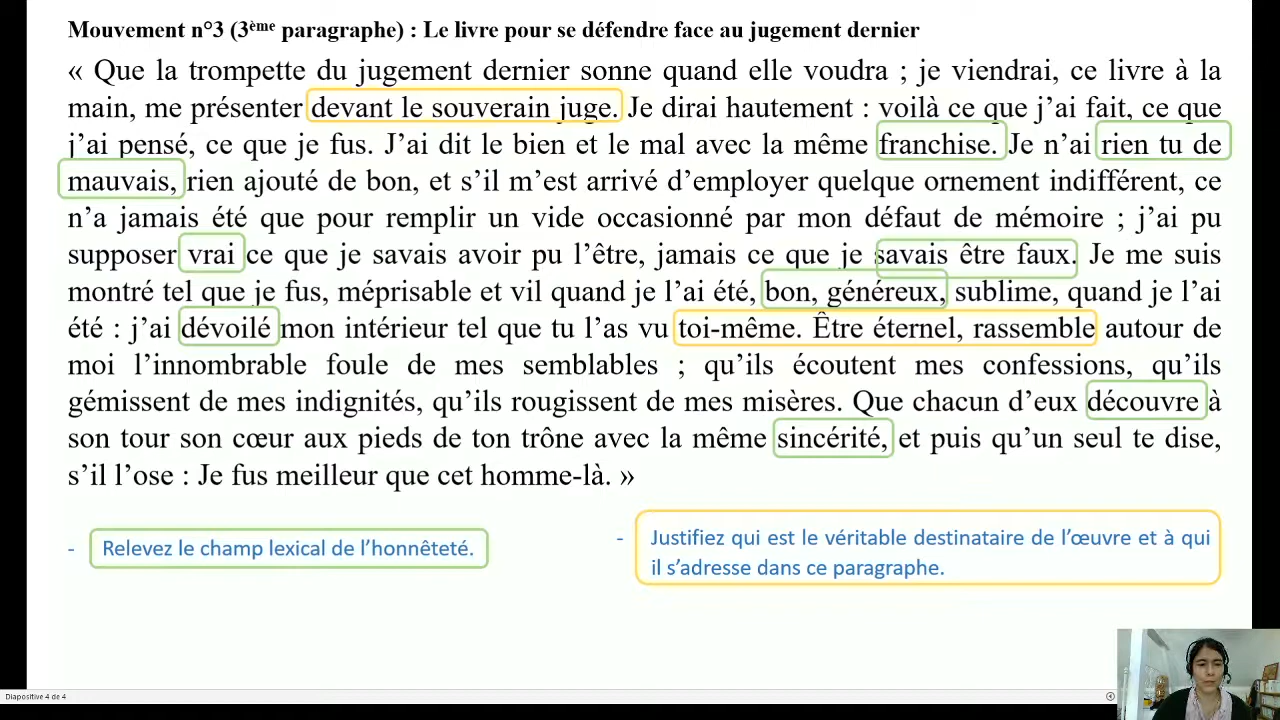 Mouvement n°3 (3ème paragraphe) : Le livre pour se défendre face au jugement dernier
« Que la trompette du jugement dernier sonne quand elle voudra ; je viendrai, ce livre à la
main, me présenter devant le souverain juge. Je dirai hautement : voilà ce que j’ai fait, ce que
j’ai pensé, ce que je fus. J’ai dit le bien et le mal avec la même franchise. Je n’ai rien tu de
mauvais, rien ajouté de bon, et s’il m’est arrivé d’employer quelque ornement indifférent, ce
n’a jamais été que pour remplir un vide occasionné par mon défaut de mémoire ; j’ai pu
supposer vrai ce que je savais avoir pu l’être, jamais ce que je savais être faux. Je me suis
montré tel que je fus, méprisable et vil quand je l’ai été, bon, généreux, sublime, quand je l’ai
été : j’ai dévoilé mon intérieur tel que tu l’as vu toi-même. Être éternel, rassemble autour de
moi l’innombrable foule de mes semblables ; qu’ils écoutent mes confessions, qu’ils
gémissent de mes indignités, qu’ils rougissent de mes misères. Que chacun d’eux découvre à
son tour son cœur aux pieds de ton trône avec la même sincérité, et puis qu’un seul te dise,
s’il l’ose : Je fus meilleur que cet homme-là. »
- Relevez le champ lexical de l’honnêteté.
- Justifiez qui est le véritable destinataire de l’œuvre et à qui
il s’adresse dans ce paragraphe.
Diapositive 4 de 4